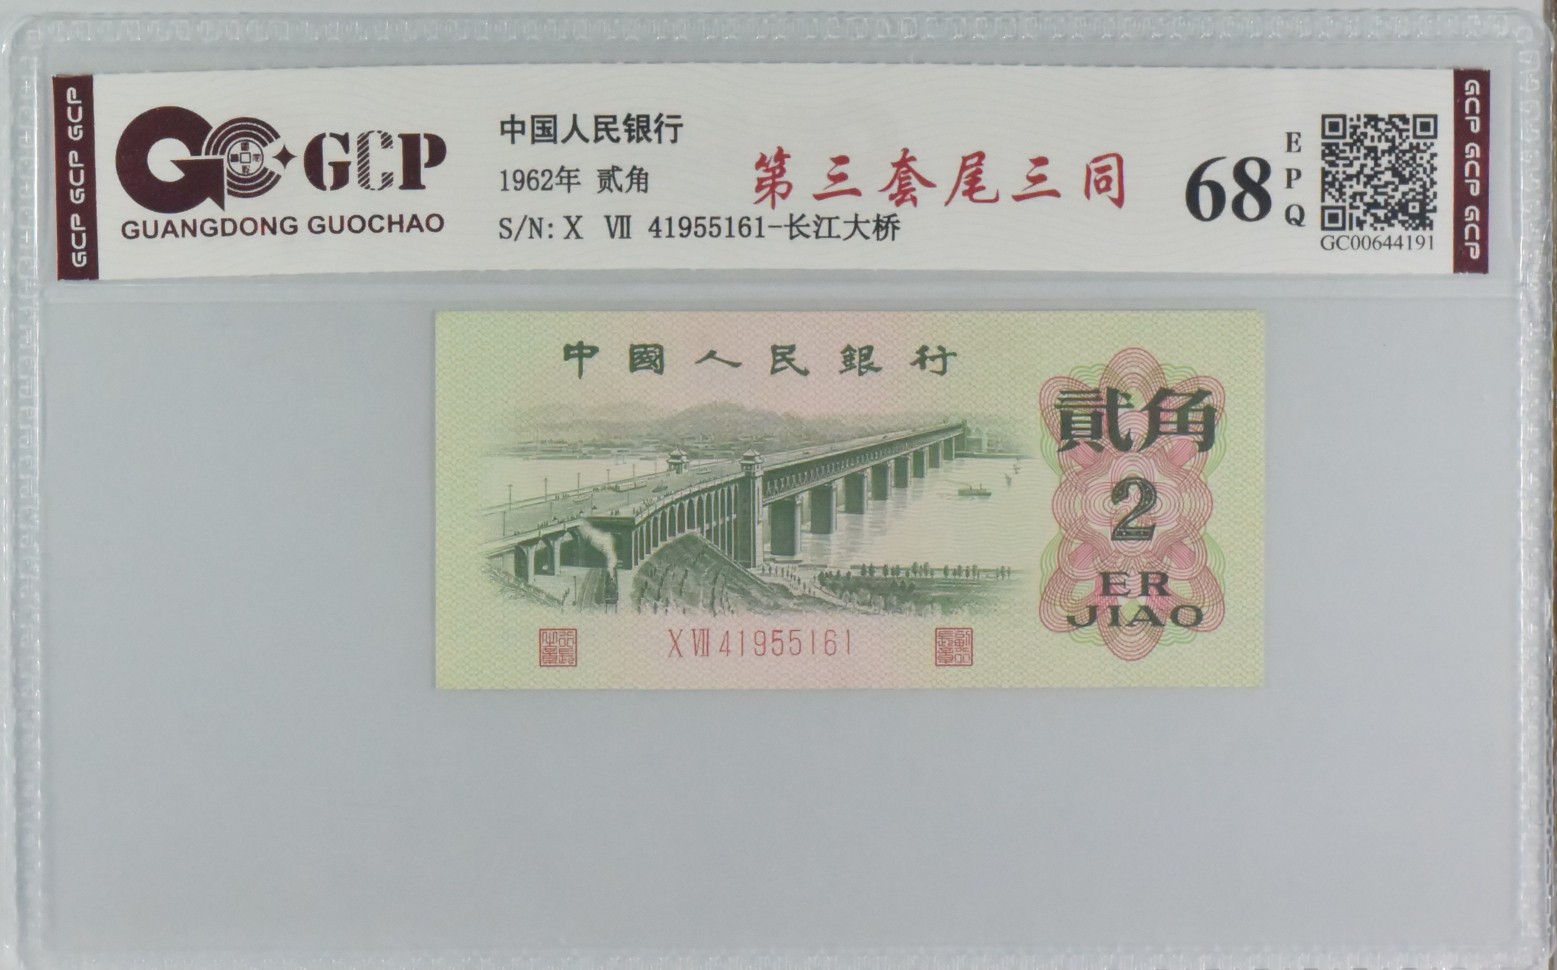 GCP GCP GCP
GCP
GUANGDONG GUOCHAO
中国人民银行
1962年 贰角
S/N: X Ⅶ 41955161-长江大桥
第三套尾三同
68
EPQ
GC00644191
GCP GCP GCP
中國人民銀行
貳角
2
ER
JIAO
X Ⅶ 41955161